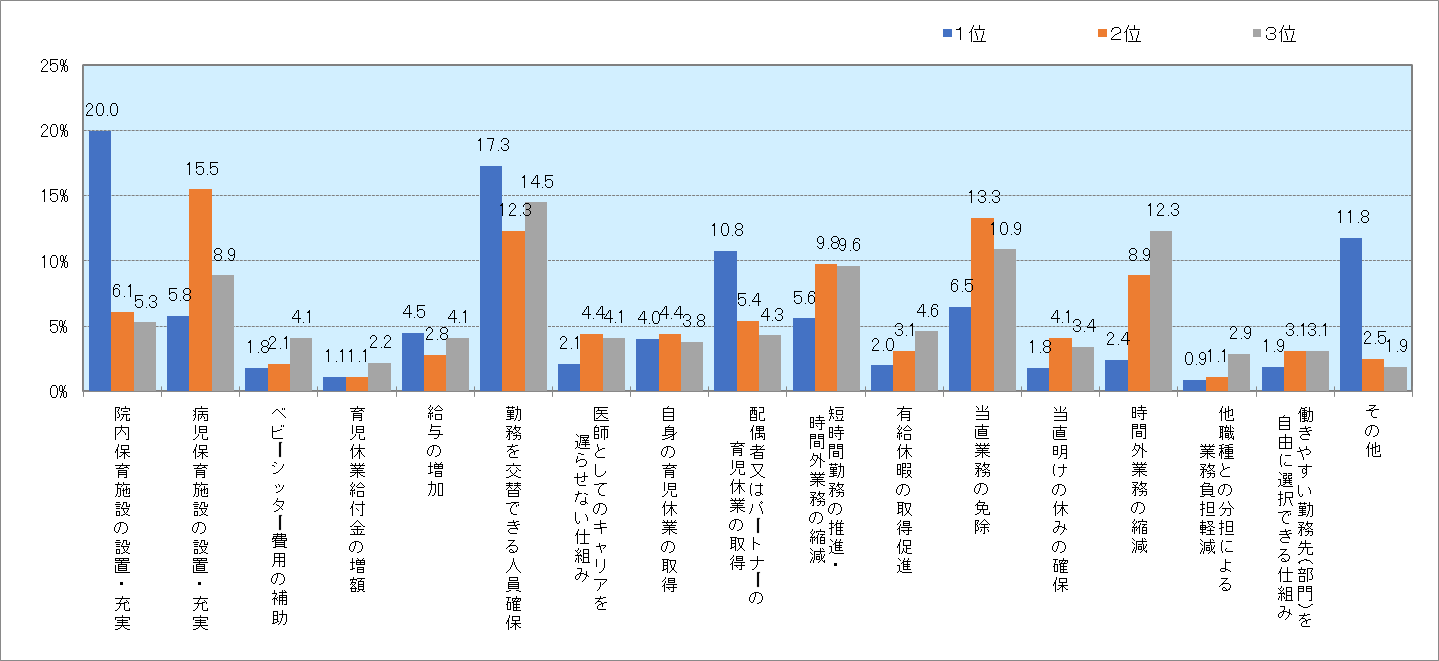 1位
2位
3位
25%
20%
15%
10%
5%
0%
20.0
6.1
5.3
5.8
15.5
8.9
1.8
2.1
4.1
1.1
1.1
2.2
4.5
2.8
4.1
17.3
12.3
14.5
2.1
4.4
4.1
4.0
4.4
3.8
10.8
5.4
4.3
5.6
9.8
9.6
2.0
3.1
4.6
6.5
13.3
10.9
1.8
4.1
3.4
2.4
8.9
12.3
0.9
1.1
2.9
1.9
3.1
3.1
11.8
2.5
1.9
院内保育施設の設置・充実
病児保育施設の設置・充実
ベビーシッター費用の補助
育児休業給付金の増額
給与の増加
勤務を交替できる人員確保
医師としてのキャリアを
遅らせない仕組み
自身の育児休業の取得
配偶者又はパートナーの
育児休業の取得
短時間勤務の推進・
時間外業務の縮減
有給休暇の取得促進
当直業務の免除
当直明けの休みの確保
時間外業務の縮減
他職種との分担による
業務負担軽減
働きやすい勤務先(部門)を
自由に選択できる仕組み
その他